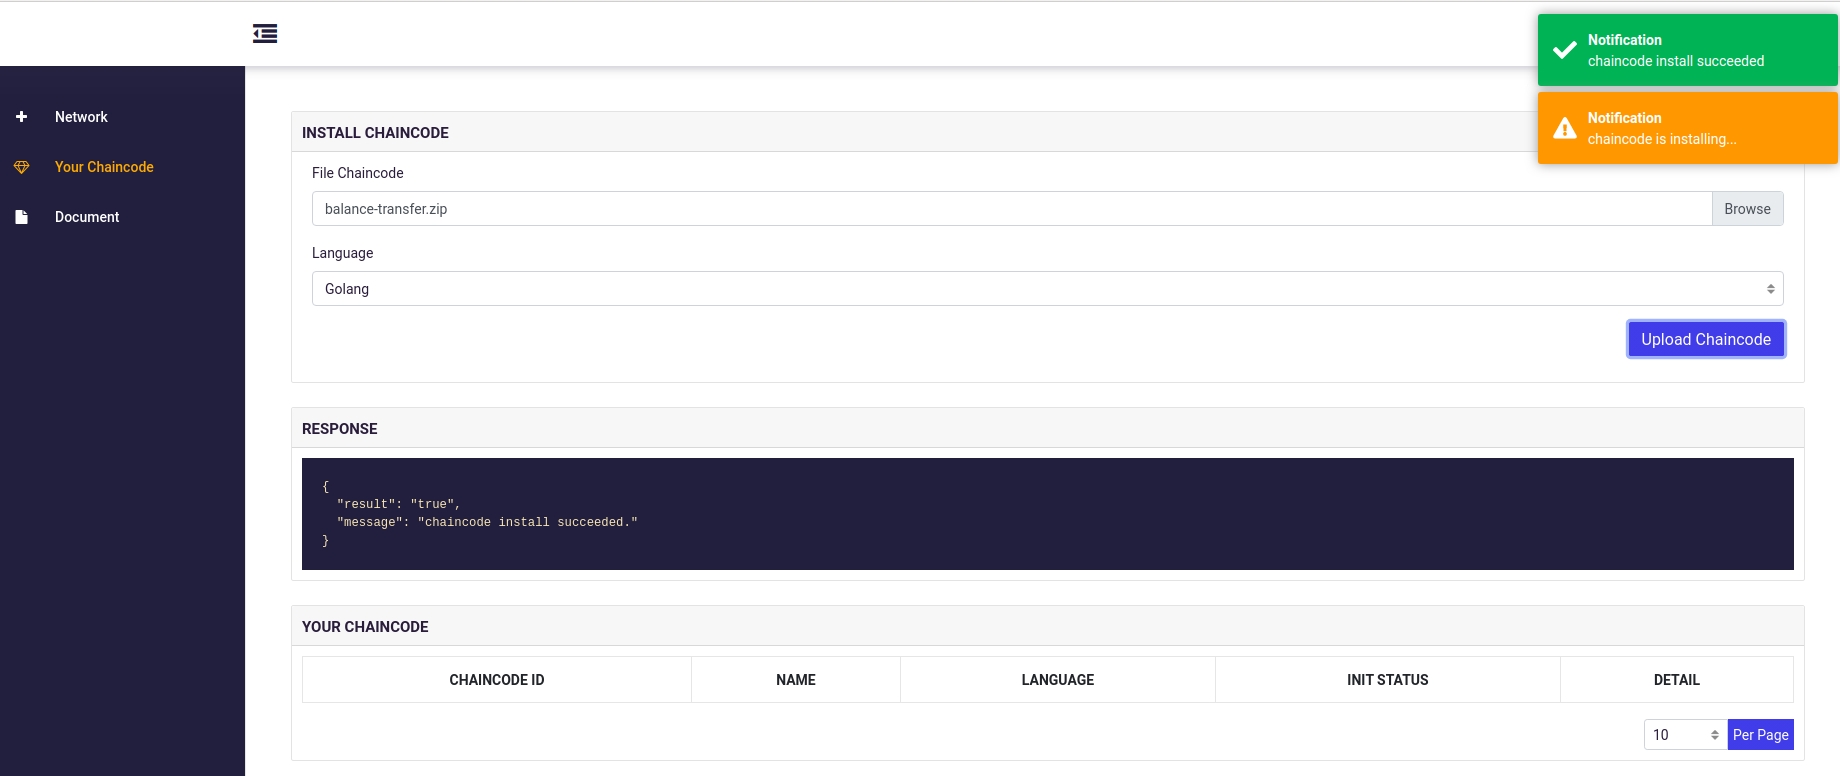 Notification
chaincode install succeeded
Notification
chaincode is installing...
Network
Your Chaincode
Document
INSTALL CHAINCODE
File Chaincode
balance-transfer.zip
Browse
Language
Golang
Upload Chaincode
RESPONSE
{
"result": "true",
"message": "chaincode install succeeded."
}
YOUR CHAINCODE
CHAINCODE ID NAME LANGUAGE INIT STATUS DETAIL
10 Per Page